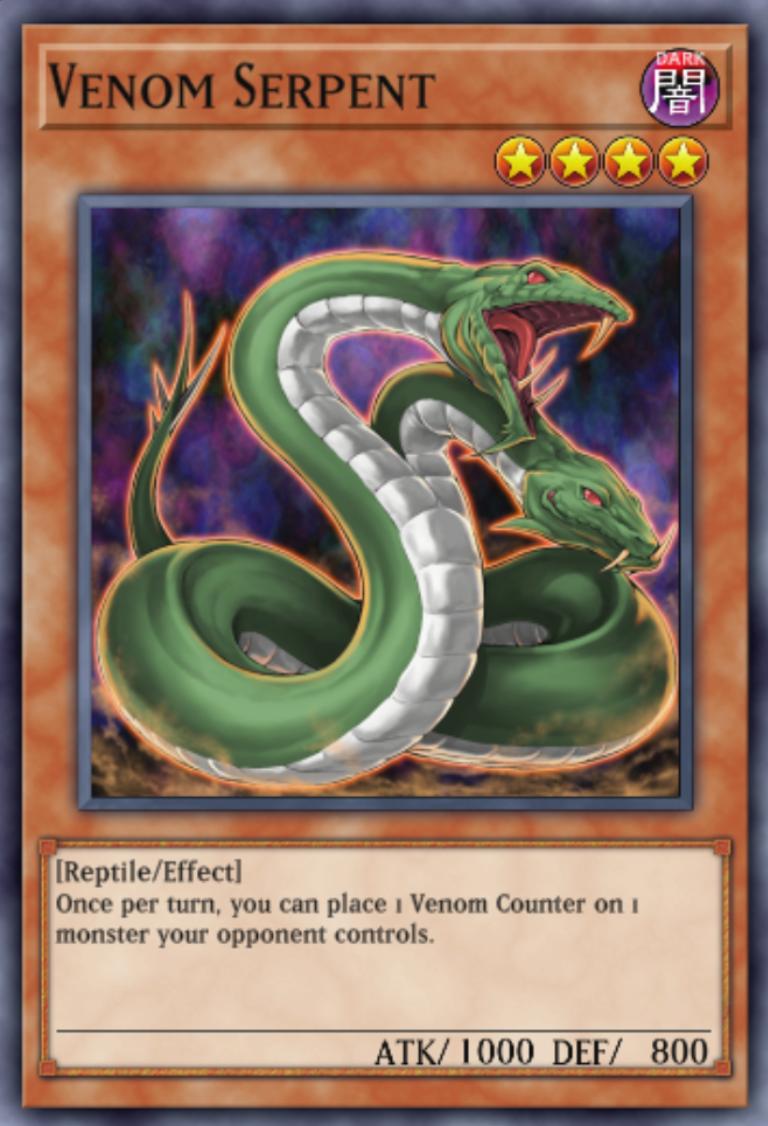 Venom Serpent
DARK
闇
[Reptile/Effect]
Once per turn, you can place 1 Venom Counter on 1
monster your opponent controls.
ATK/ 1000 DEF/ 800